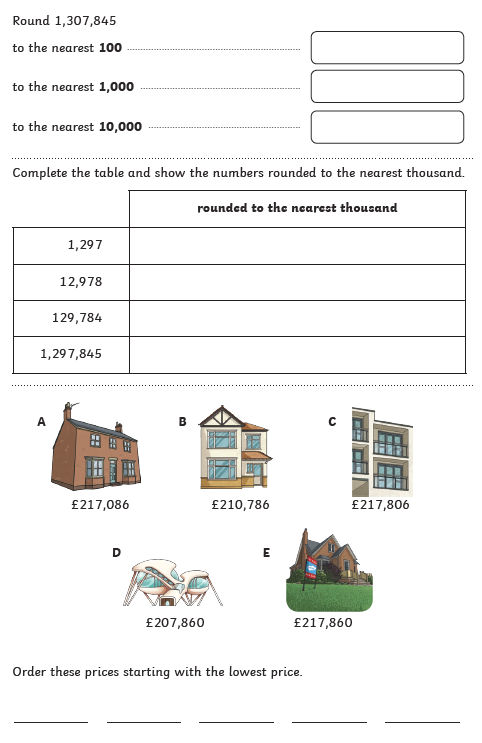 Round 1,307,845
to the nearest 100
to the nearest 1,000
to the nearest 10,000
Complete the table and show the numbers rounded to the nearest thousand.
rounded to the nearest thousand
1,297
12,978
129,784
1,297,845
A B C
£217,086 £210,786 £217,806
D E
£207,860 £217,860
Order these prices starting with the lowest price.